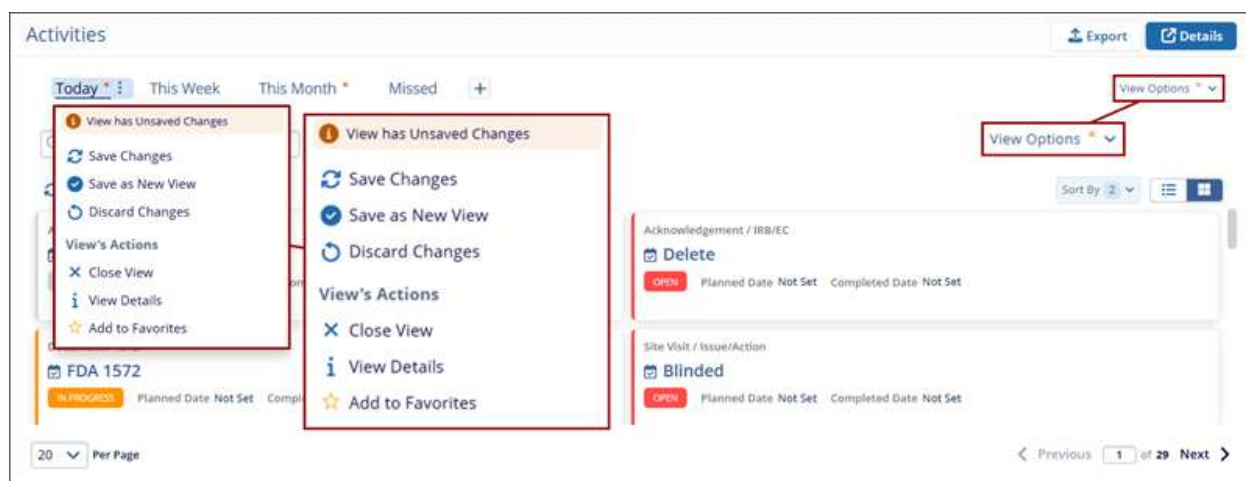 Activities
Export
Details
Today *
This Week
This Month *
Missed
+
View Options *
View has Unsaved Changes
Save Changes
Save as New View
Discard Changes
View's Actions
Close View
View Details
Add to Favorites
View has Unsaved Changes
Save Changes
Save as New View
Discard Changes
View's Actions
Close View
View Details
Add to Favorites
View Options *
Sort By 2
Acknowledgement / IRB/EC
Delete
OPEN Planned Date Not Set Completed Date Not Set
FDA 1572
IN PROGRESS Planned Date Not Set
Site Visit / Issue/Action
Blinded
OPEN Planned Date Not Set Completed Date Not Set
20 Per Page
Previous 1 of 29 Next